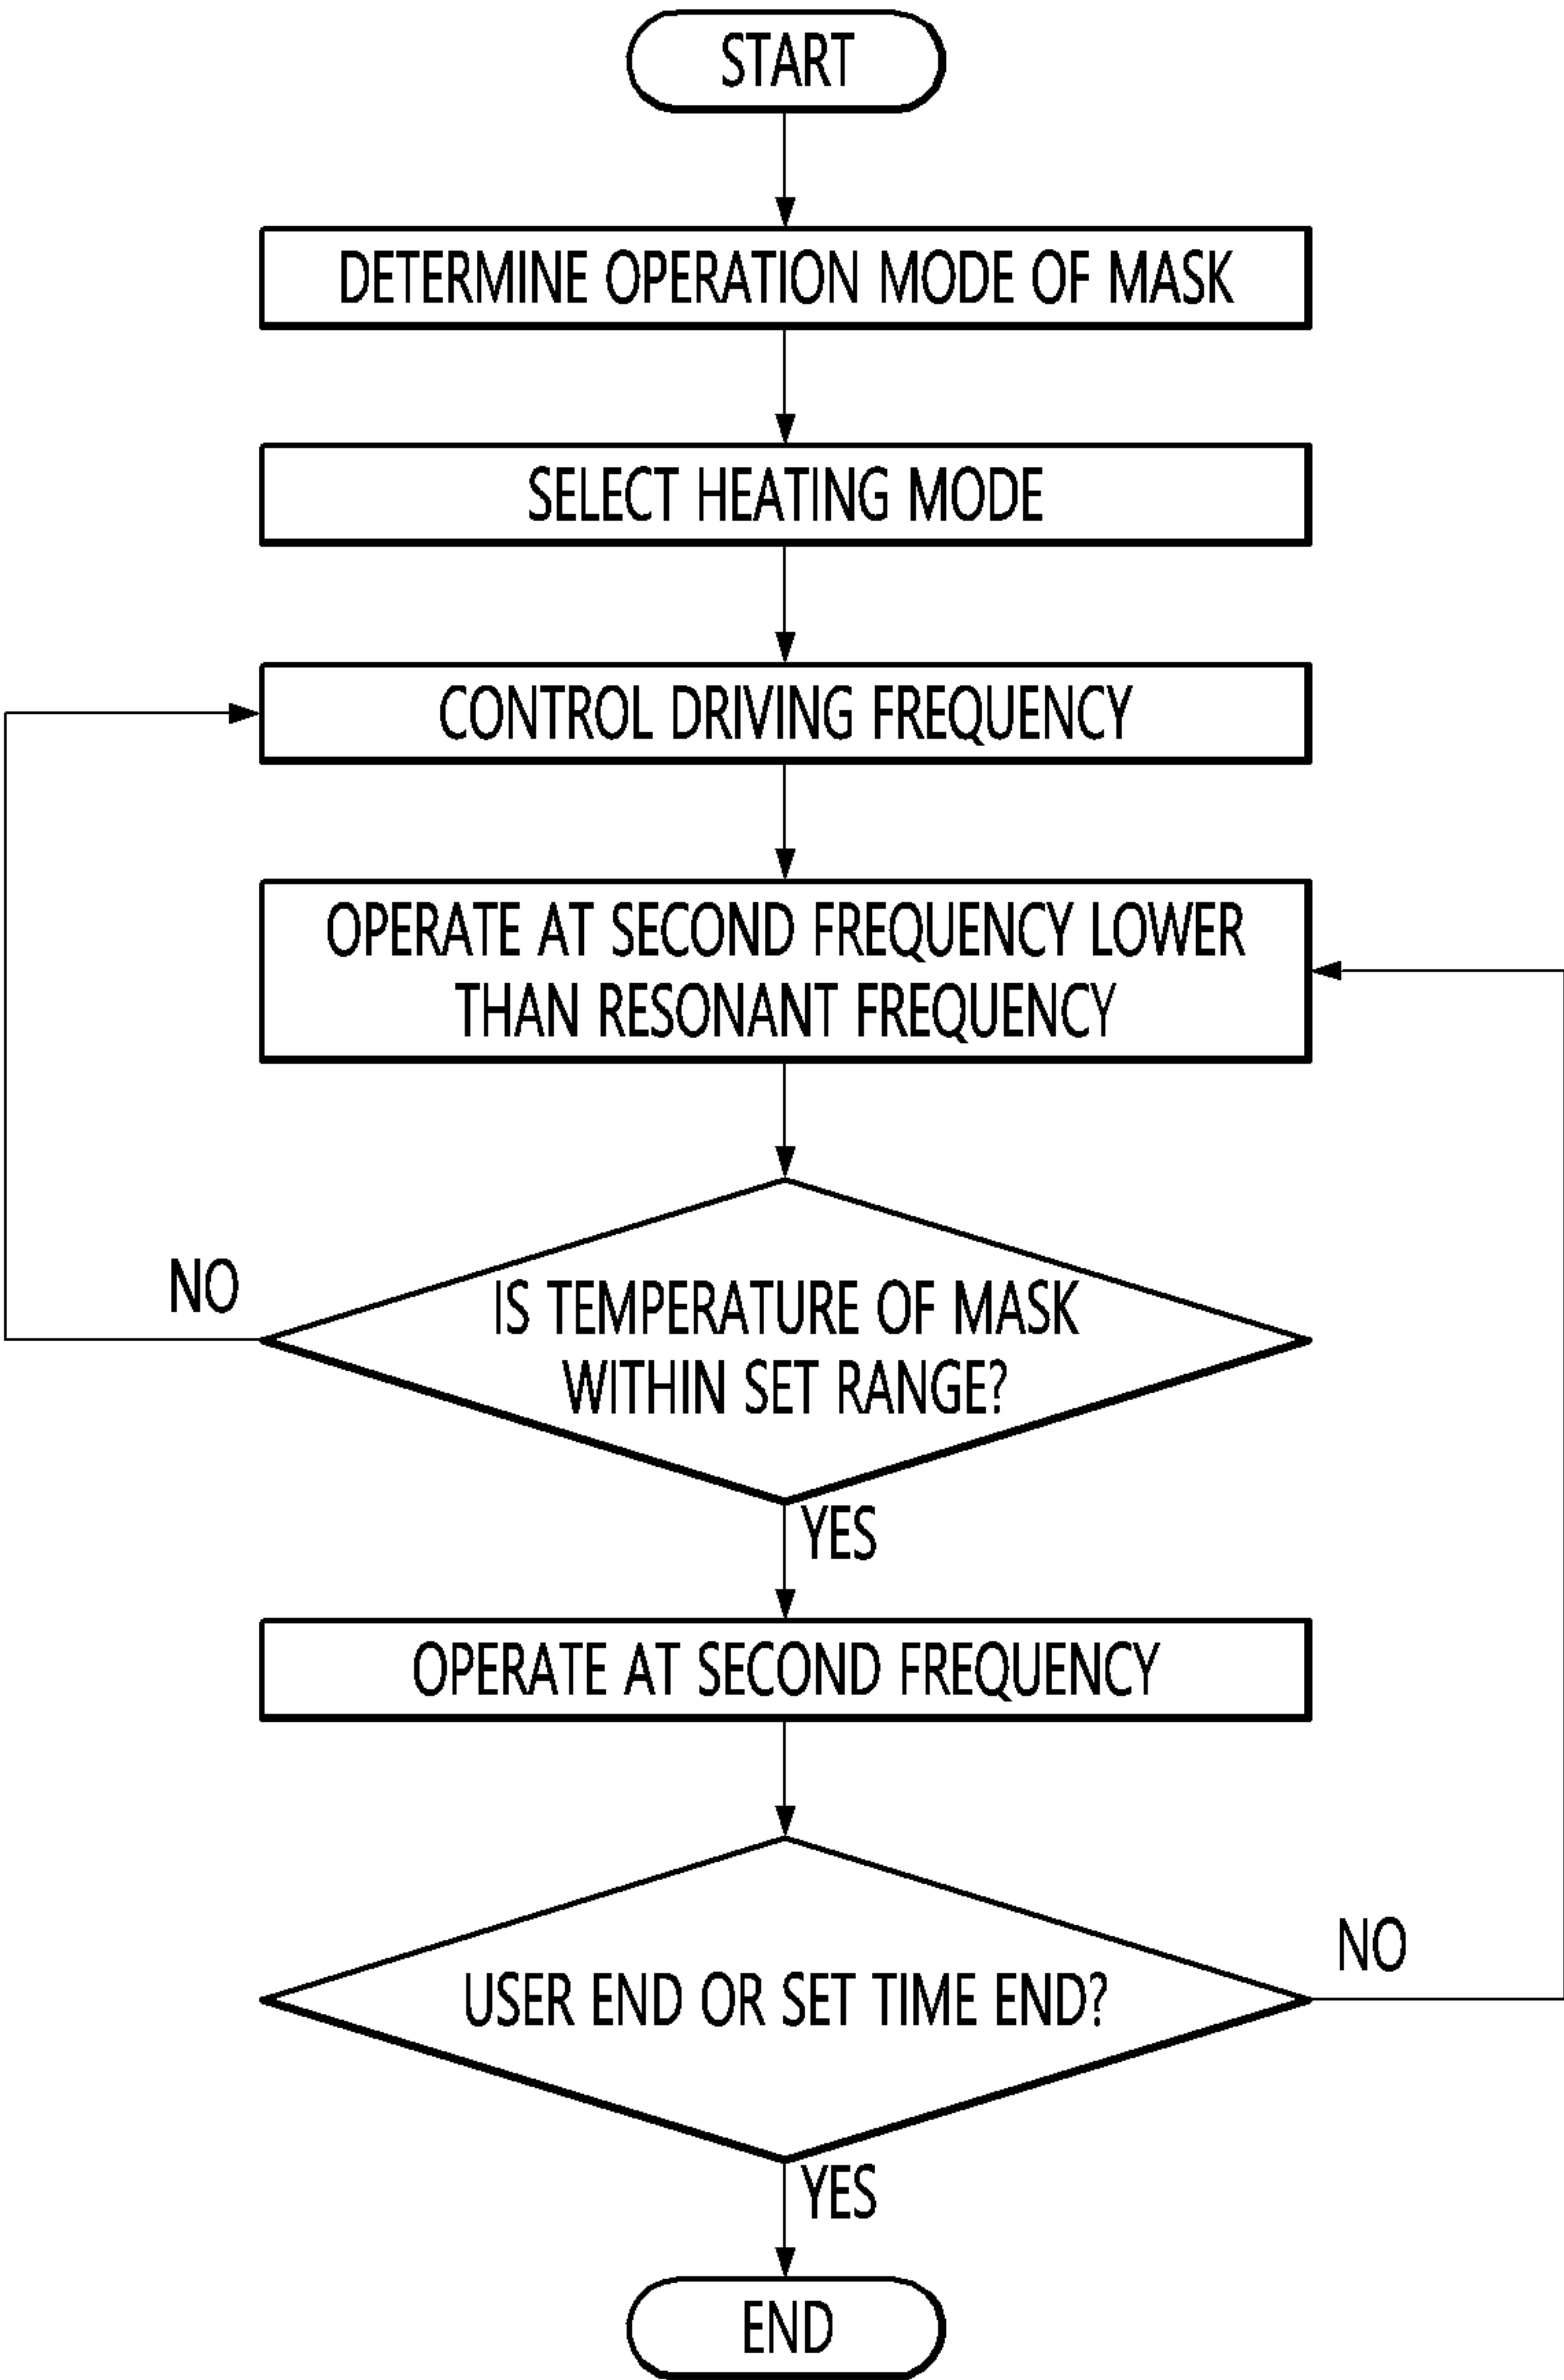 START
DETERMINE OPERATION MODE OF MASK
SELECT HEATING MODE
CONTROL DRIVING FREQUENCY
OPERATE AT SECOND FREQUENCY LOWER
THAN RESONANT FREQUENCY
NO
IS TEMPERATURE OF MASK
WITHIN SET RANGE?
YES
OPERATE AT SECOND FREQUENCY
NO
USER END OR SET TIME END?
YES
END